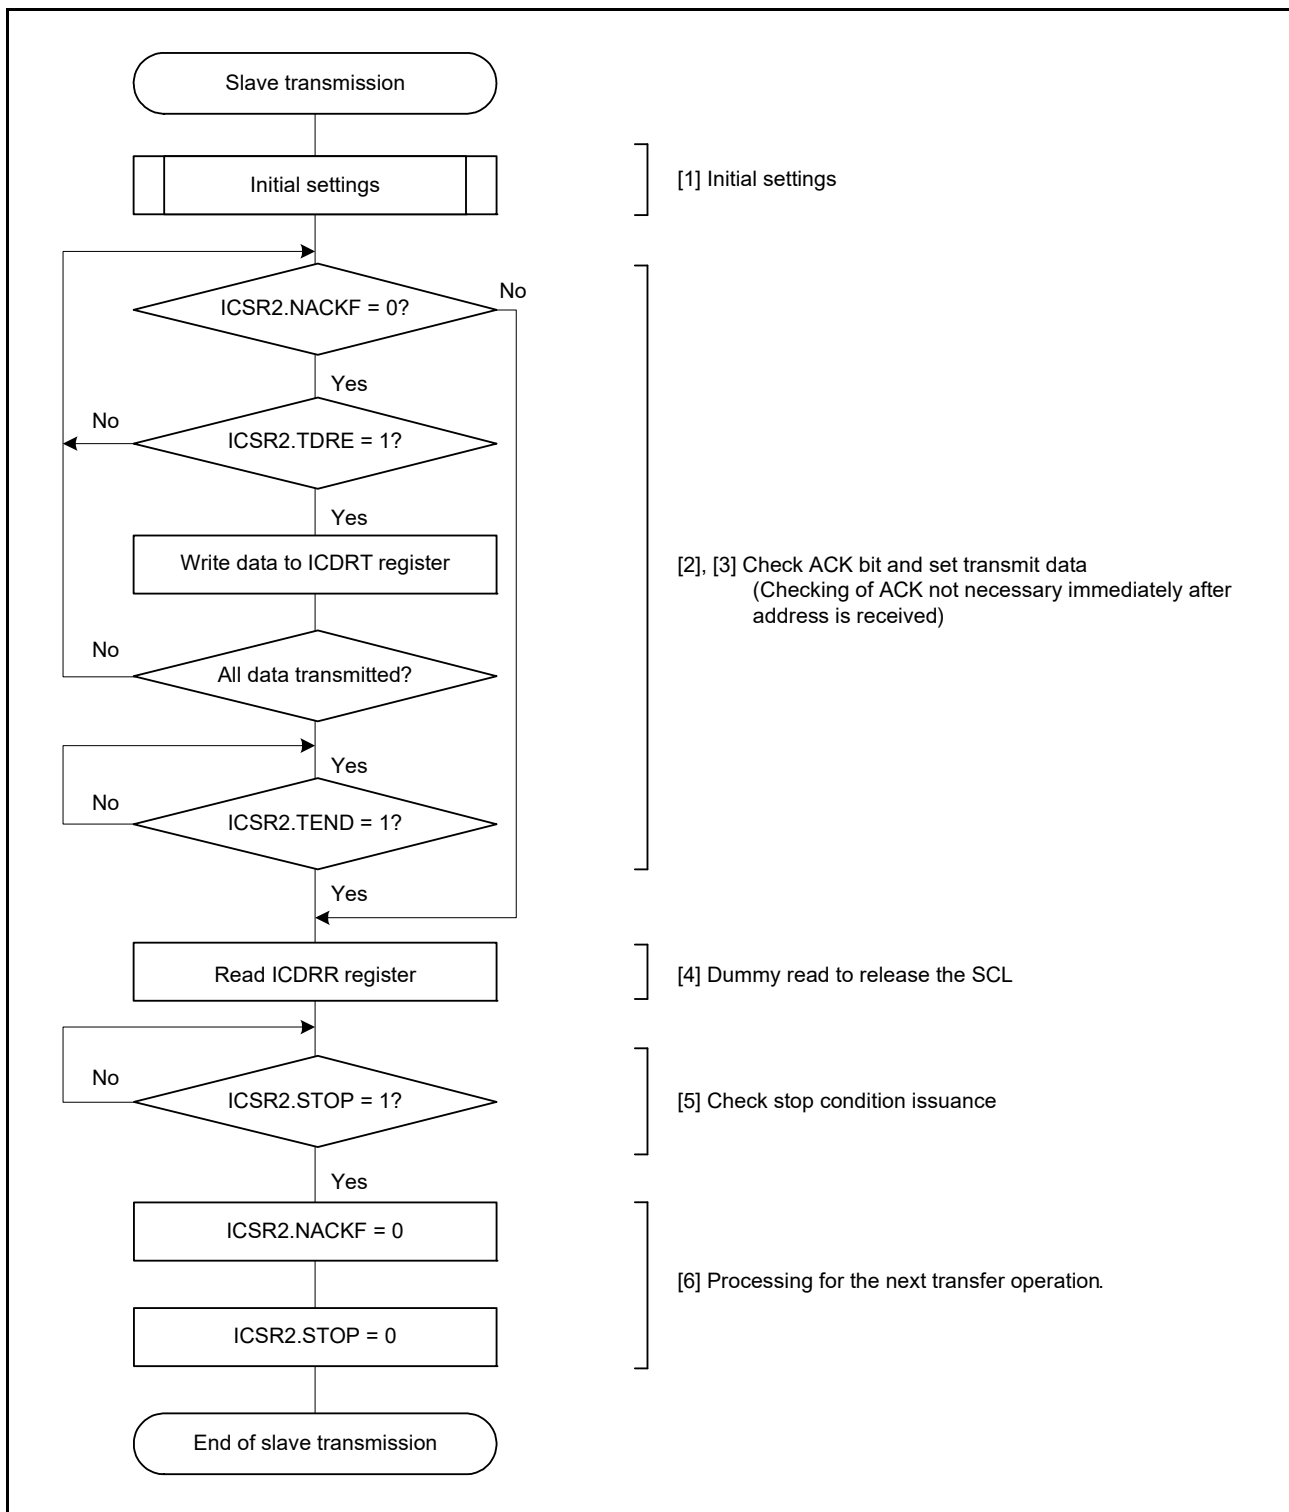 Slave transmission
Initial settings
[1] Initial settings
ICSR2.NACKF = 0?
No
Yes
No
ICSR2.TDRE = 1?
Yes
Write data to ICDRT register
[2], [3] Check ACK bit and set transmit data
(Checking of ACK not necessary immediately after
address is received)
No
All data transmitted?
Yes
No
ICSR2.TEND = 1?
Yes
Read ICDRR register
[4] Dummy read to release the SCL
No
ICSR2.STOP = 1?
[5] Check stop condition issuance
Yes
ICSR2.NACKF = 0
[6] Processing for the next transfer operation.
ICSR2.STOP = 0
End of slave transmission